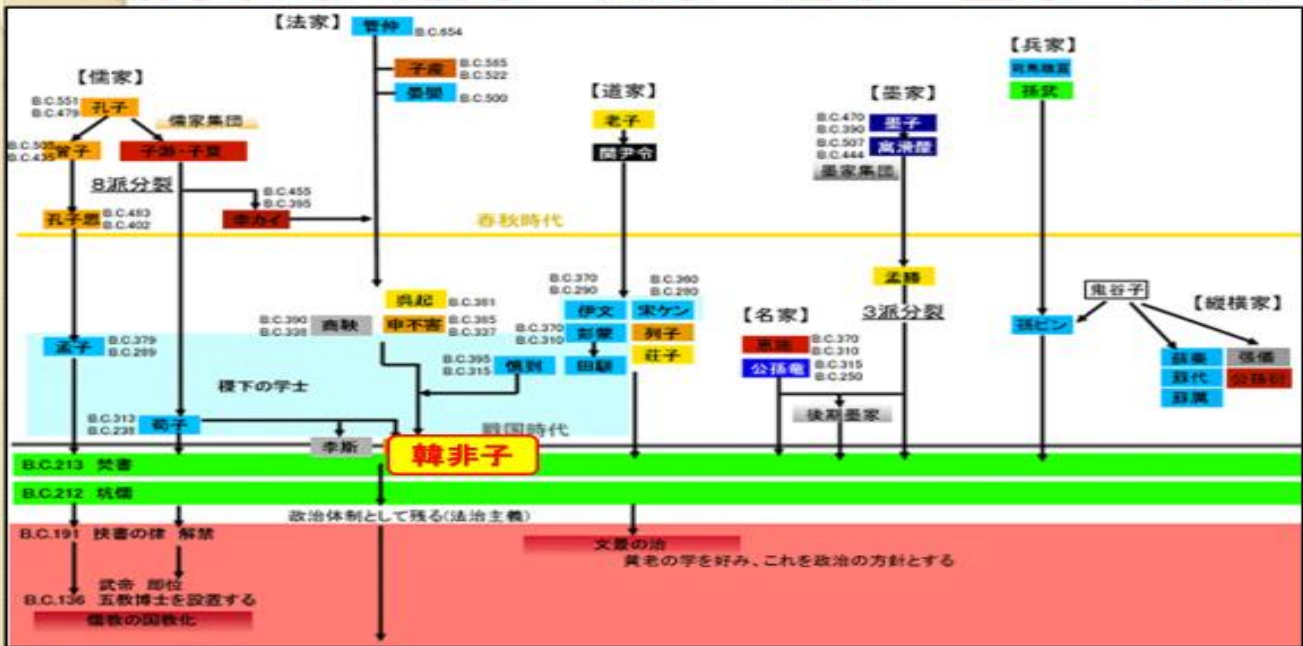 【法家】
管仲
B.C.654
子産
B.C.585
B.C.522
晏嬰
B.C.500
【儒家】
B.C.551
B.C.479
孔子
儒家集団
B.C.505
B.C.435
曾子
子游・子夏
8派分裂
孔子思
B.C.483
B.C.402
B.C.455
B.C.395
李カイ
春秋時代
【道家】
老子
関尹令
【墨家】
B.C.470
B.C.390
墨子
B.C.507
B.C.444
墨家集団
【兵家】
司馬穰苴
孫武
呉起
B.C.381
B.C.390
B.C.338
商鞅
申不害
B.C.385
B.C.337
B.C.370
B.C.290
B.C.360
B.C.280
伊文
宋ケン
B.C.370
B.C.310
彭蒙
列子
田駢
荘子
B.C.395
B.C.315
慎到
【名家】
恵施
B.C.370
B.C.310
公孫竜
B.C.315
B.C.250
孟勝
3派分裂
後期墨家
鬼谷子
【縦横家】
孫ビン
蘇秦
張儀
蘇代
公孫衍
蘇厲
孟子
B.C.379
B.C.289
稷下の学士
B.C.313
B.C.238
荀子
李斯
韓非子
戦国時代
B.C.213 焚書
B.C.212 坑儒
政治体制として残る(法治主義)
B.C.191 挟書の律 解禁
文景の治
黄老の学を好み、これを政治の方針とする
武帝 即位
B.C.136 五教博士を設置する
儒教の国教化